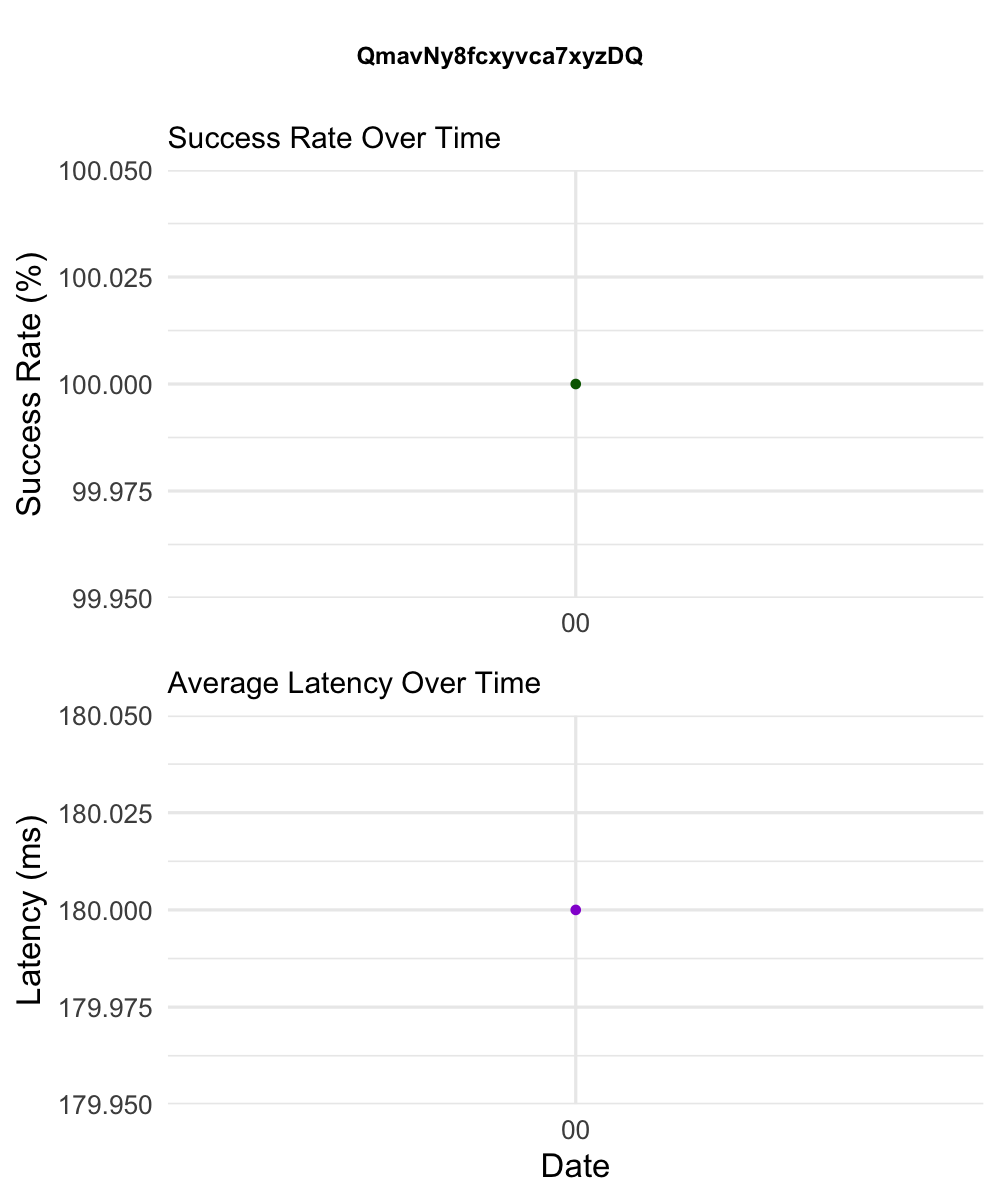 QmavNy8fcxyvca7xyzDQ
Success Rate Over Time
Success Rate (%)
100.050
100.025
100.000
99.975
99.950
00
Average Latency Over Time
Latency (ms)
180.050
180.025
180.000
179.975
179.950
00
Date